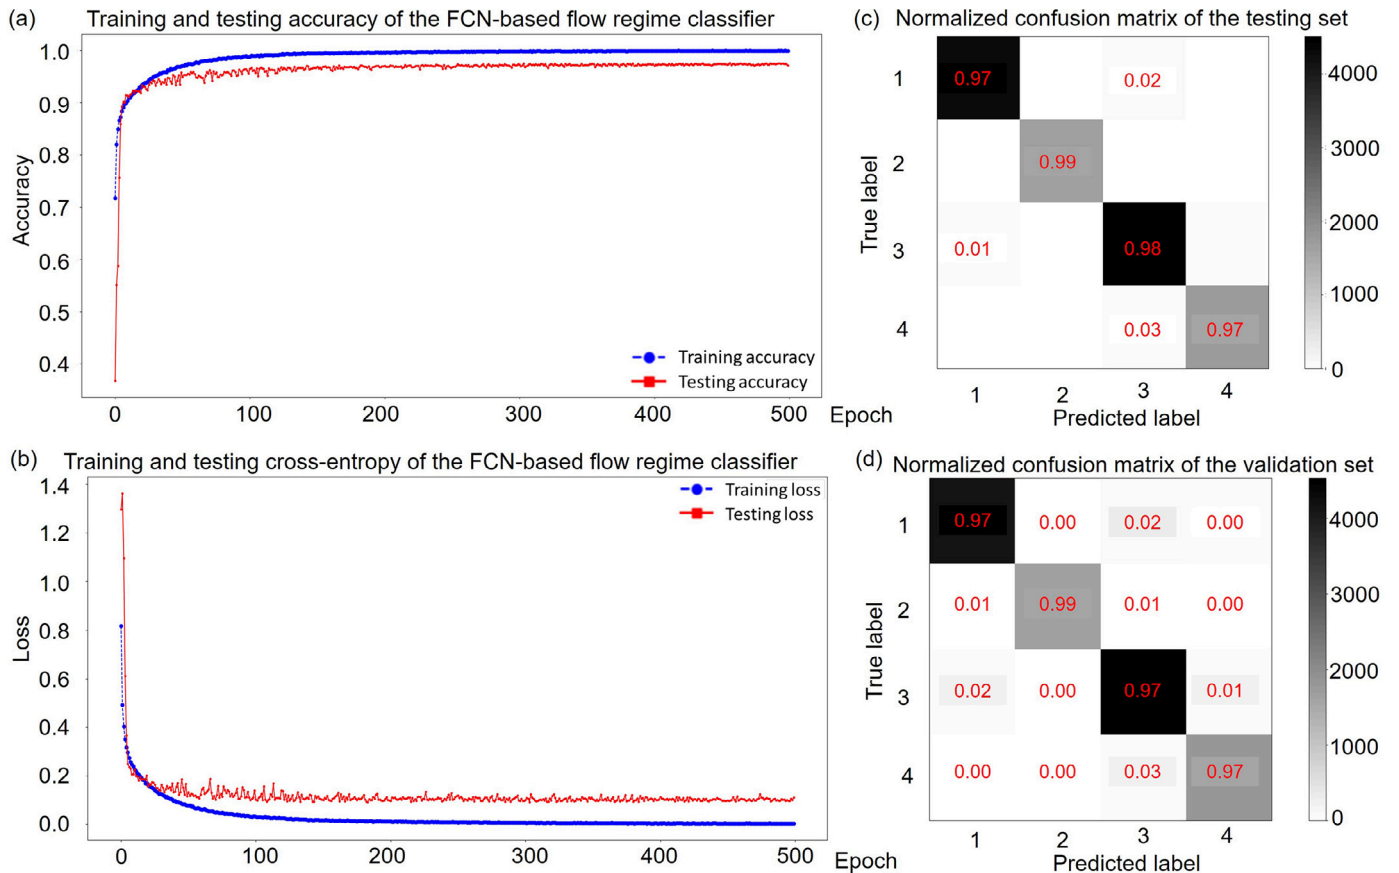 (a) Training and testing accuracy of the FCN-based flow regime classifier
1.0
0.9
0.8
0.7
0.6
0.5
0.4
Accuracy
Training accuracy
Testing accuracy
0 100 200 300 400 500 Epoch
(b) Training and testing cross-entropy of the FCN-based flow regime classifier
1.4
1.2
1.0
0.8
0.6
0.4
0.2
0.0
Loss
Training loss
Testing loss
0 100 200 300 400 500 Epoch
(c) Normalized confusion matrix of the testing set
True label
1 0.97 0.02
2 0.99
3 0.01 0.98
4 0.03 0.97
1 2 3 4
Predicted label
4000
3000
2000
1000
0
(d) Normalized confusion matrix of the validation set
True label
1 0.97 0.00 0.02 0.00
2 0.01 0.99 0.01 0.00
3 0.02 0.00 0.97 0.01
4 0.00 0.00 0.03 0.97
1 2 3 4
Predicted label
4000
3000
2000
1000
0